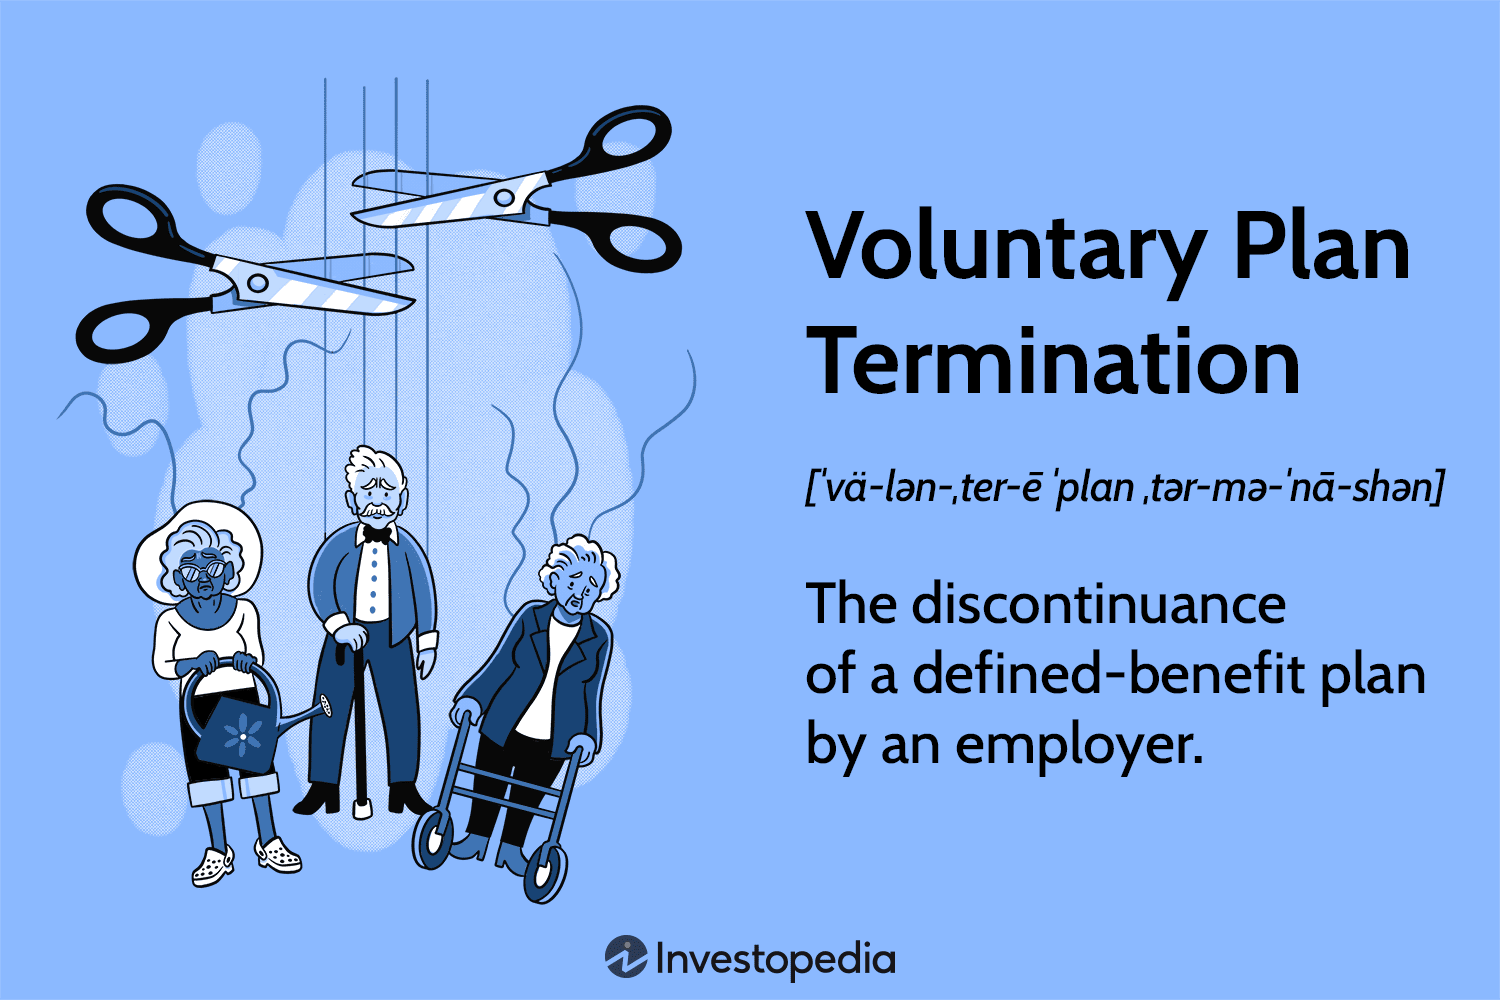 Voluntary Plan
Termination
[ˈvä-lən-ˌter-ē ˈplan ˌtər-mə-ˈnā-shən]
The discontinuance
of a defined-benefit plan
by an employer.
Investopedia